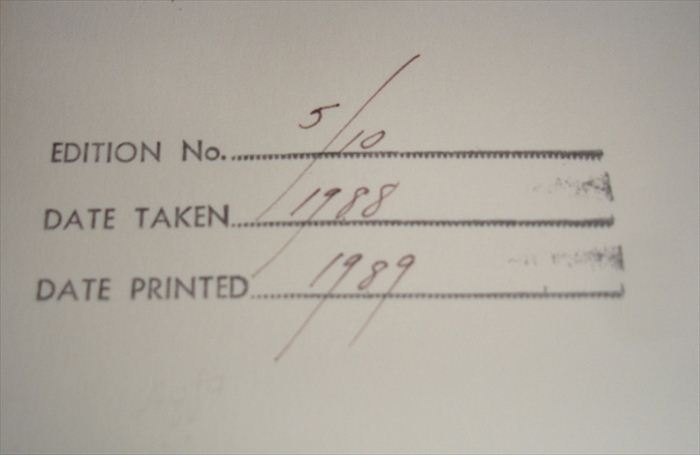 EDITION No. 5/10
DATE TAKEN 1988
DATE PRINTED 1989